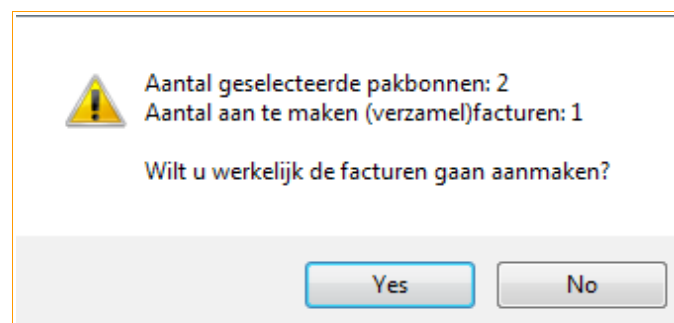 Aantal geselecteerde pakbonnen: 2
Aantal aan te maken (verzamel)facturen: 1
Wilt u werkelijk de facturen gaan aanmaken?
Yes No